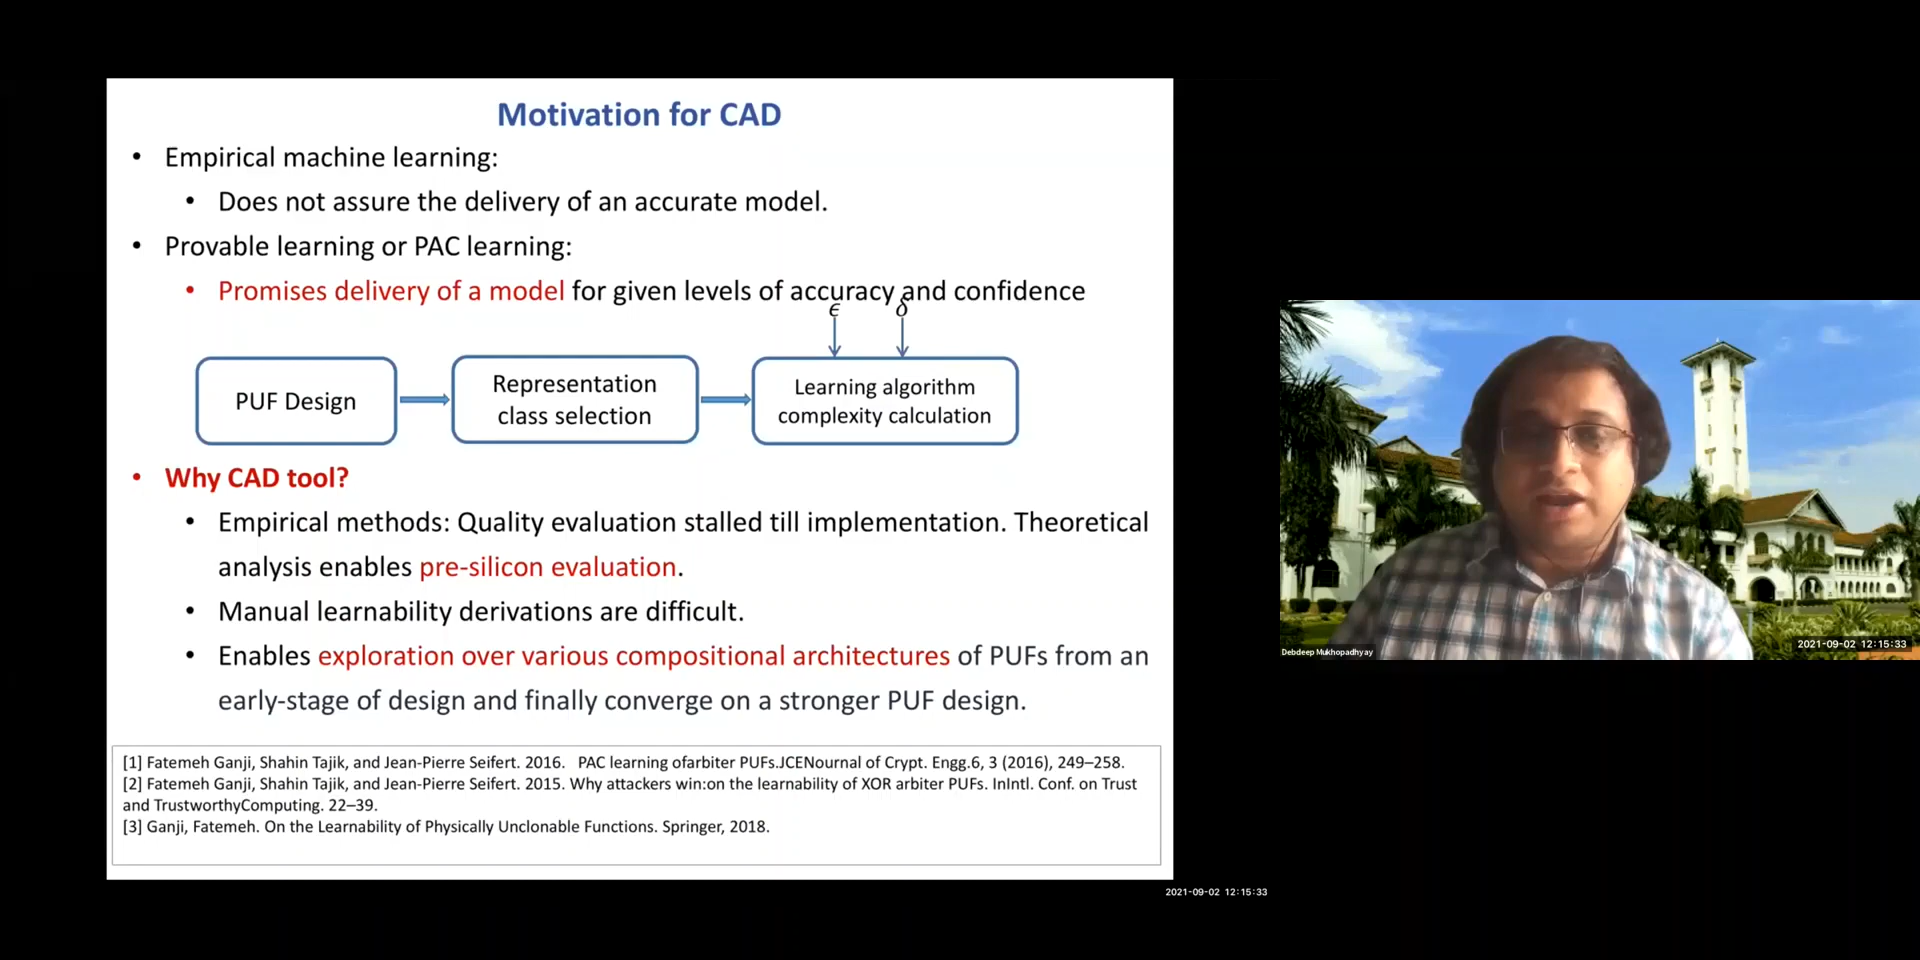 Motivation for CAD
• Empirical machine learning:
• Does not assure the delivery of an accurate model.
• Provable learning or PAC learning:
• Promises delivery of a model for given levels of accuracy and confidence
ϵ δ
PUF Design
Representation
class selection
Learning algorithm
complexity calculation
• Why CAD tool?
• Empirical methods: Quality evaluation stalled till implementation. Theoretical
analysis enables pre-silicon evaluation.
• Manual learnability derivations are difficult.
• Enables exploration over various compositional architectures of PUFs from an
early-stage of design and finally converge on a stronger PUF design.
[1] Fatemeh Ganji, Shahin Tajik, and Jean-Pierre Seifert. 2016. PAC learning ofarbiter PUFs.JCENournal of Crypt. Engg.6, 3 (2016), 249–258.
[2] Fatemeh Ganji, Shahin Tajik, and Jean-Pierre Seifert. 2015. Why attackers win:on the learnability of XOR arbiter PUFs. InIntl. Conf. on Trust
and TrustworthyComputing. 22–39.
[3] Ganji, Fatemeh. On the Learnability of Physically Unclonable Functions. Springer, 2018.
2021-09-02 12:15:33
Debdeep Mukhopadhyay
2021-09-02 12:15:33